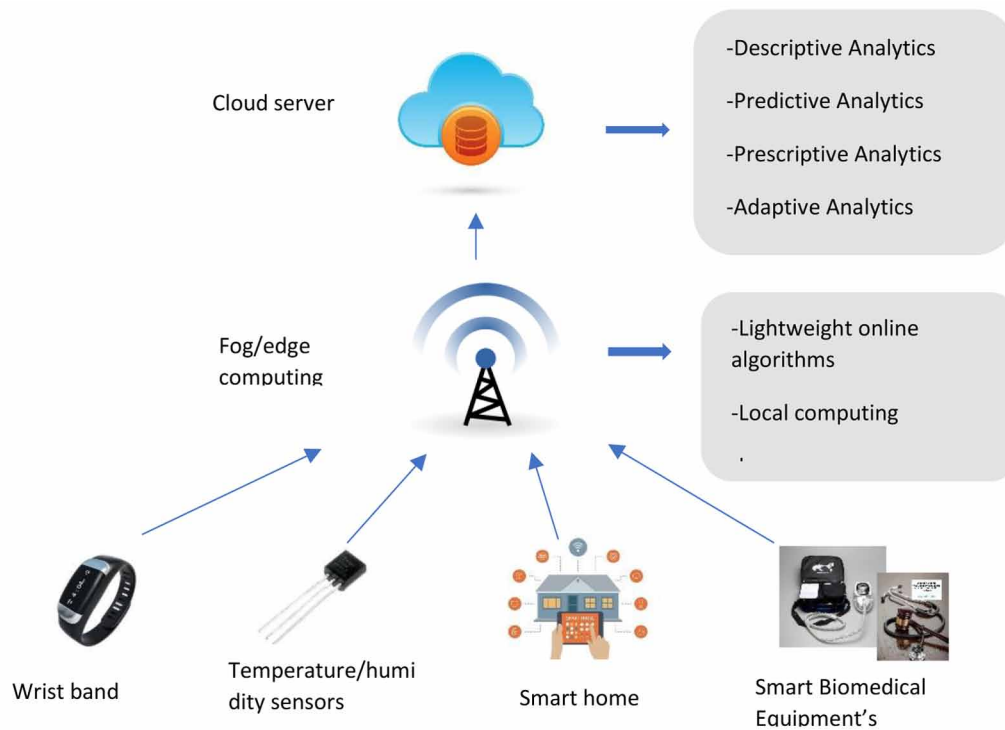 -Descriptive Analytics
Cloud server
-Predictive Analytics
-Prescriptive Analytics
-Adaptive Analytics
Fog/edge
computing
-Lightweight online
algorithms
-Local computing
Wrist band
Temperature/humi
dity sensors
Smart home
Smart Biomedical
Equipment’s